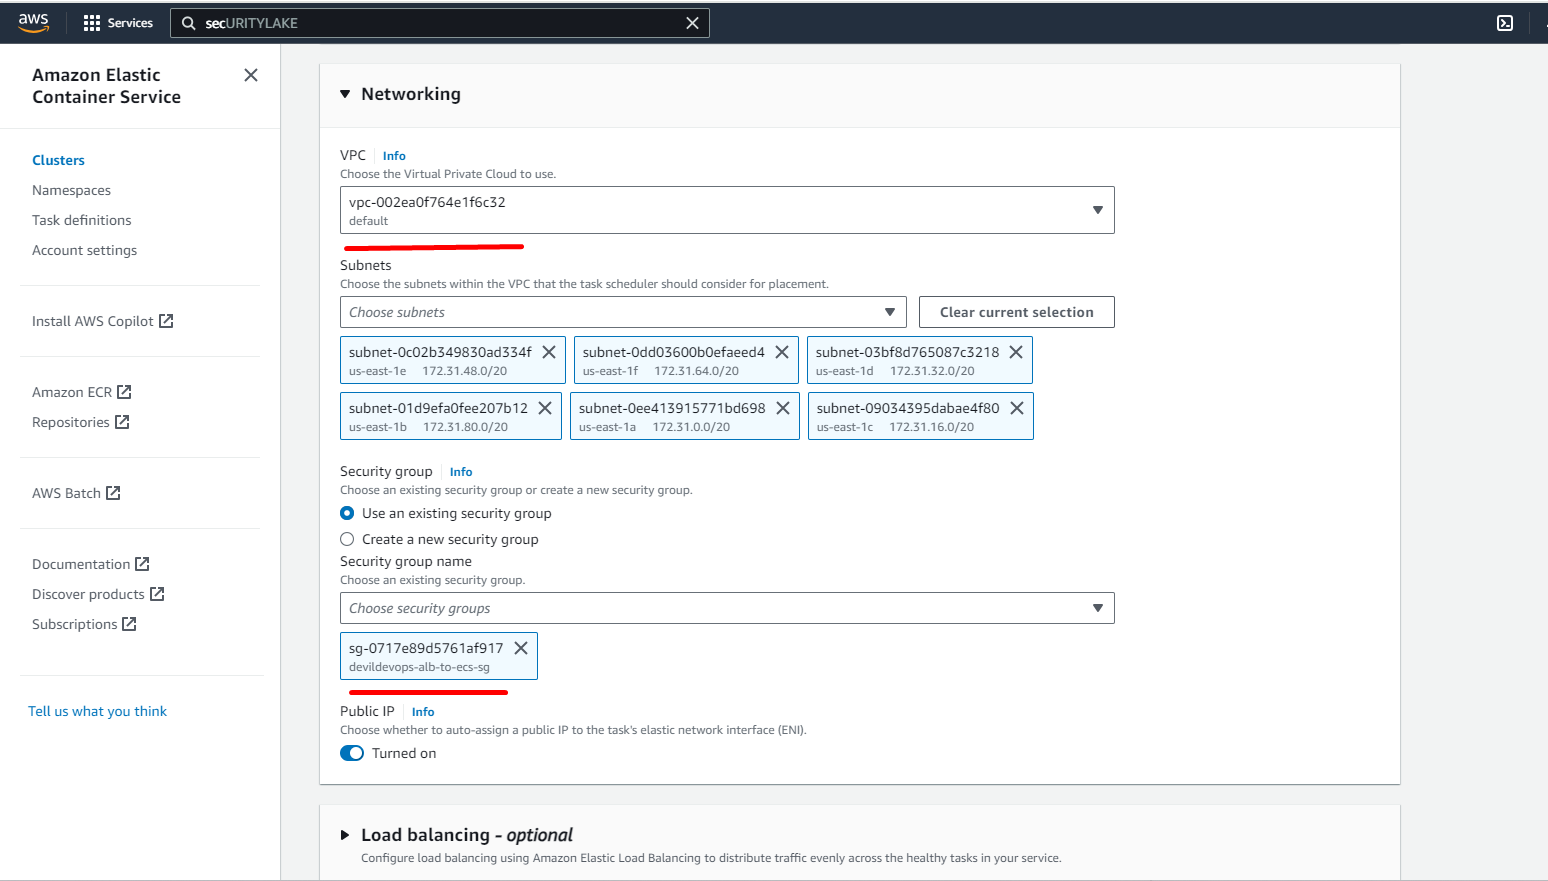 aws
Services
secURITYLAKE
Amazon Elastic
Container Service
Clusters
Namespaces
Task definitions
Account settings
Install AWS Copilot
Amazon ECR
Repositories
AWS Batch
Documentation
Discover products
Subscriptions
Tell us what you think
Networking
VPC Info
Choose the Virtual Private Cloud to use.
vpc-002ea0f764e1f6c32
default
Subnets
Choose the subnets within the VPC that the task scheduler should consider for placement.
Choose subnets
Clear current selection
subnet-0c02b349830ad334f
us-east-1e 172.31.48.0/20
subnet-0dd03600b0efaeed4
us-east-1f 172.31.64.0/20
subnet-03bf8d765087c3218
us-east-1d 172.31.32.0/20
subnet-01d9efa0fee207b12
us-east-1b 172.31.80.0/20
subnet-0ee413915771bd698
us-east-1a 172.31.0.0/20
subnet-09034395dabae4f80
us-east-1c 172.31.16.0/20
Security group Info
Choose an existing security group or create a new security group.
Use an existing security group
Create a new security group
Security group name
Choose an existing security group.
Choose security groups
sg-0717e89d5761af917
devildevops-alb-to-ecs-sg
Public IP Info
Choose whether to auto-assign a public IP to the task's elastic network interface (ENI).
Turned on
Load balancing - optional
Configure load balancing using Amazon Elastic Load Balancing to distribute traffic evenly across the healthy tasks in your service.